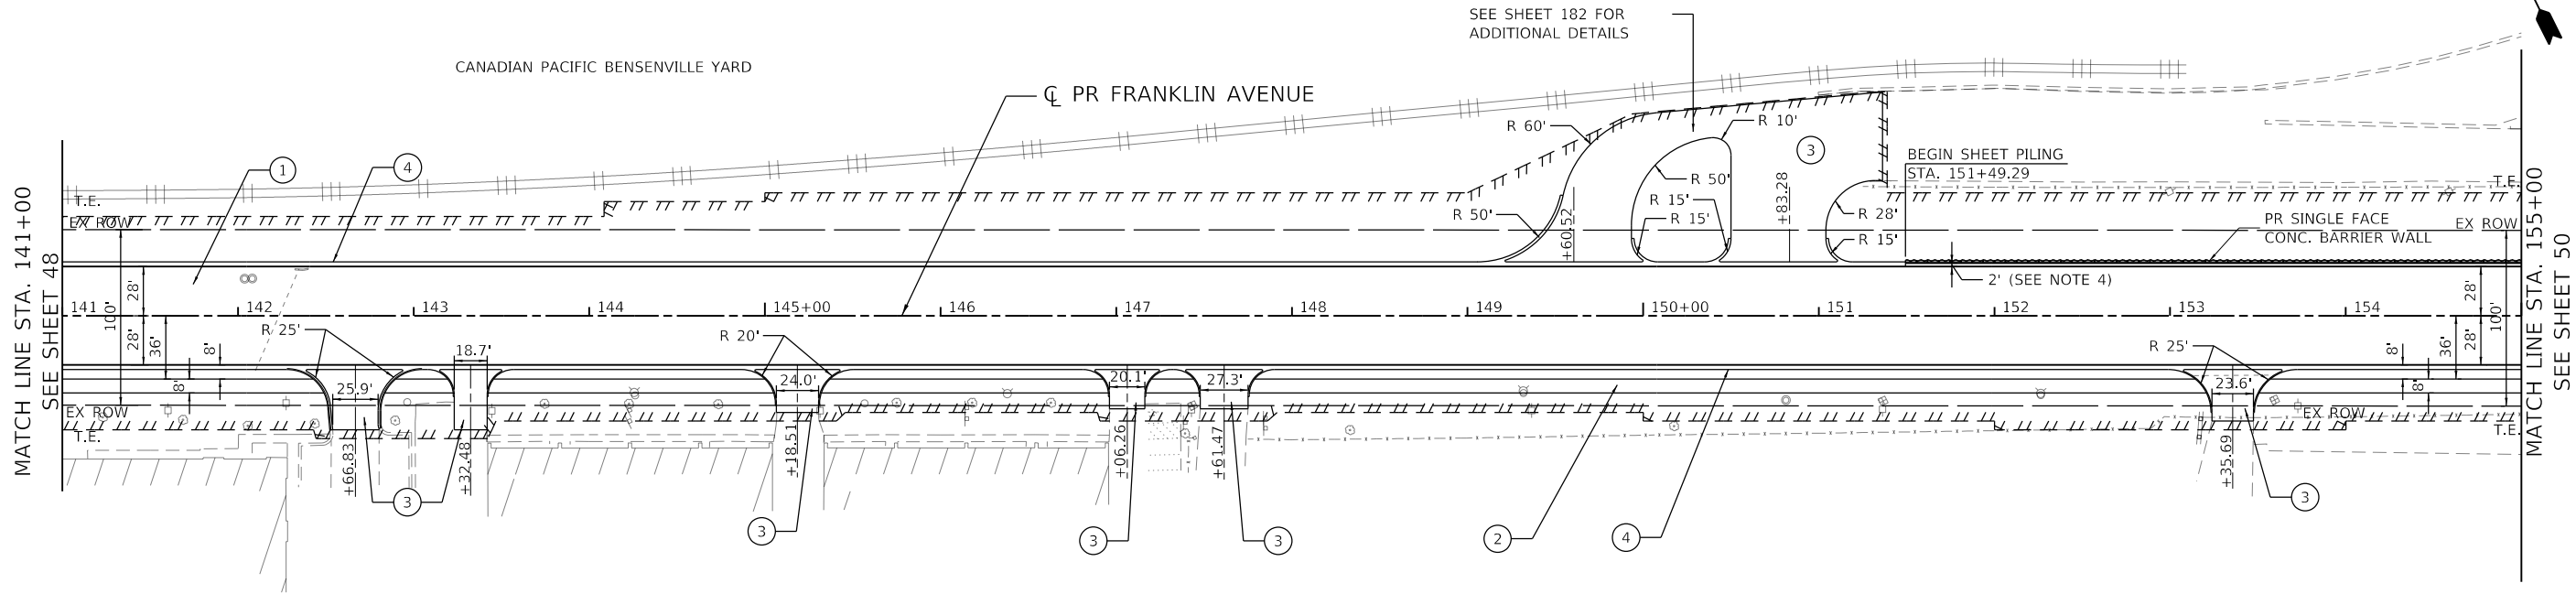 SEE SHEET 182 FOR
ADDITIONAL DETAILS
CANADIAN PACIFIC BENSENVILLE YARD
℄ PR FRANKLIN AVENUE
R 60'
R 10'
3
1
4
BEGIN SHEET PILING
STA. 151+49.29
R 50'
R 15'
R 15'
R 50'
+60.52
+83.28
R 28'
R 15'
T.E.
EX ROW
T.E.
PR SINGLE FACE
CONC. BARRIER WALL
EX ROW
2' (SEE NOTE 4)
MATCH LINE STA. 141+00
SEE SHEET 48
141
142
143
144
145+00
146
147
148
149
150+00
151
152
153
154
100'
28'
28'
36'
8'
8'
R 25'
18.7'
25.9'
R 20'
24.0'
20.1'
27.3'
R 25'
23.6'
8'
8'
36'
28'
28'
100'
MATCH LINE STA. 155+00
SEE SHEET 50
EX ROW
T.E.
EX ROW
T.E.
+66.83
+32.48
+18.51
+06.26
+61.47
+35.69
3
3
3
3
2
4
3